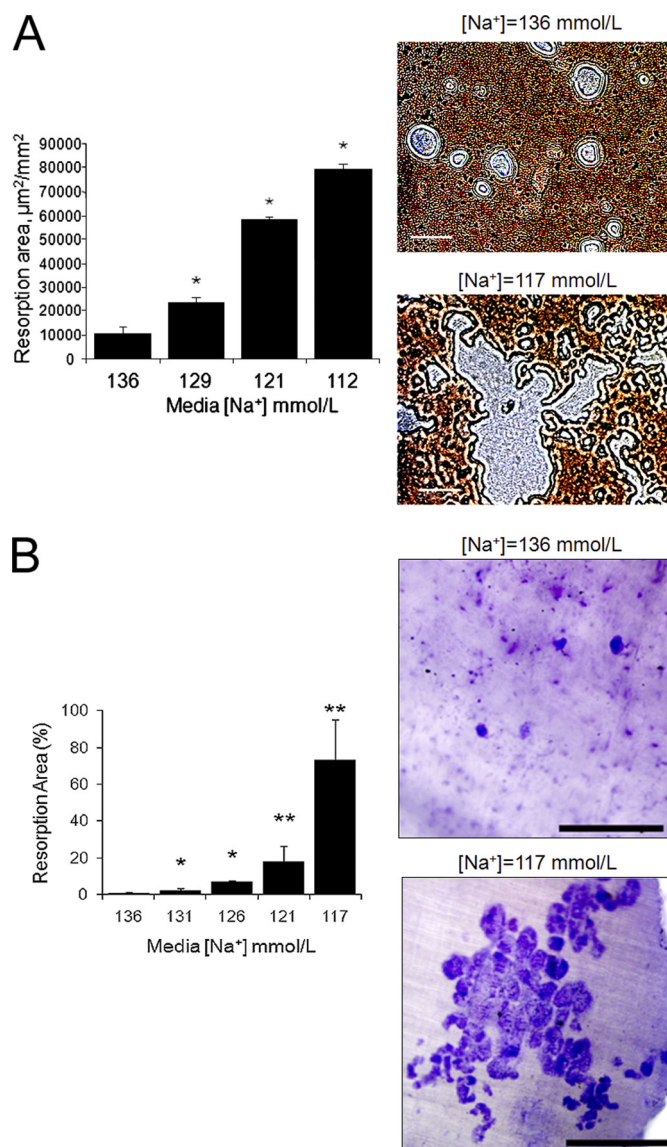 A
[Na⁺]=136 mmol/L
Resorption area, µm²/mm²
90000
80000
70000
60000
50000
40000
30000
20000
10000
0
*
*
*
136 129 121 112
Media [Na⁺] mmol/L
[Na⁺]=117 mmol/L
B
[Na⁺]=136 mmol/L
Resorption Area (%)
100
80
60
40
20
0
*
*
**
**
136 131 126 121 117
Media [Na⁺] mmol/L
[Na⁺]=117 mmol/L